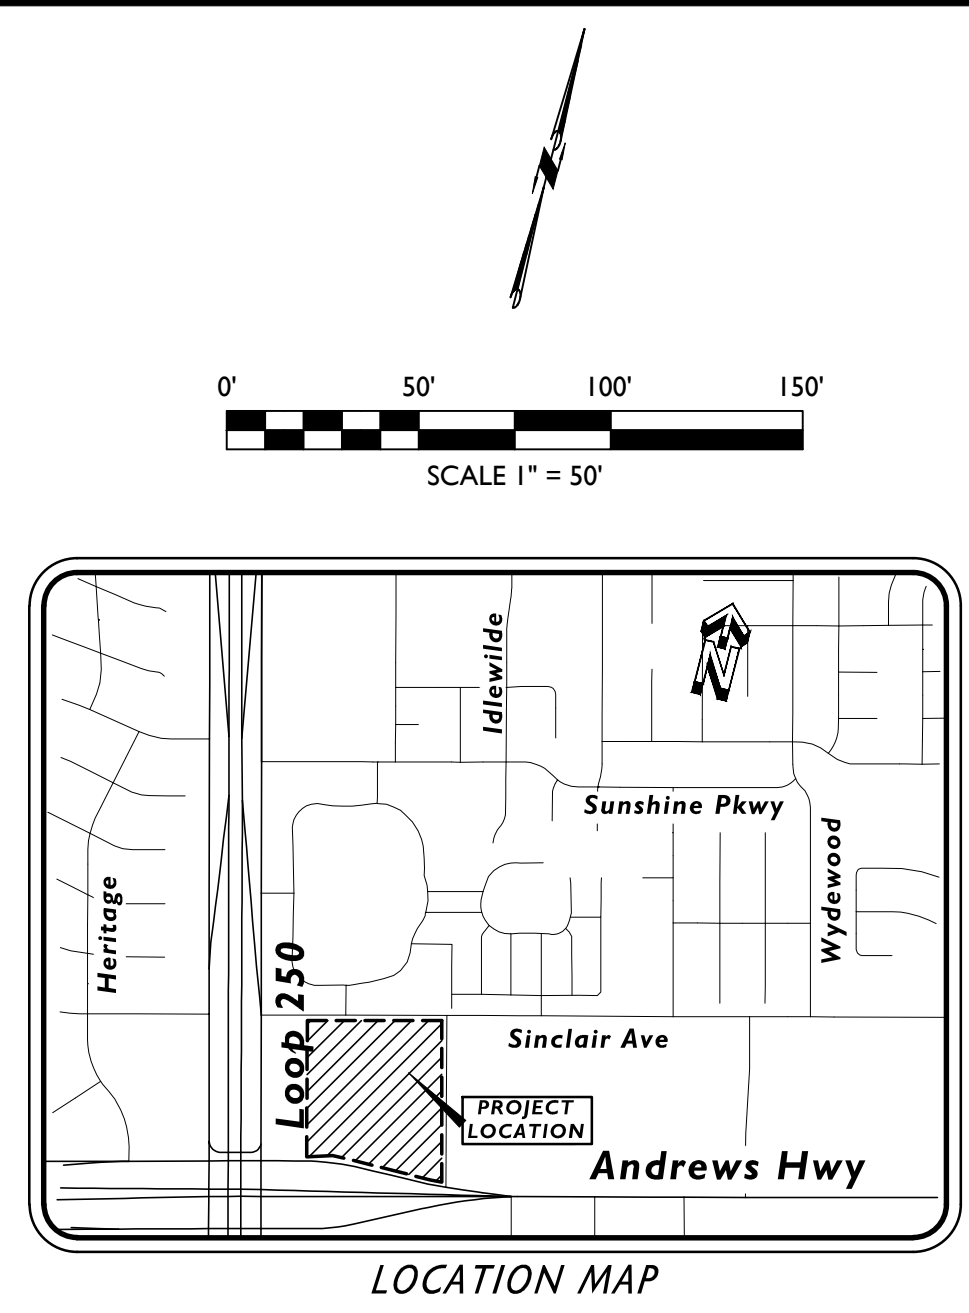 0' 50' 100' 150'
SCALE 1" = 50'
Idlewilde
N
Sunshine Pkwy
Wydewood
Heritage
Loop 250
Sinclair Ave
PROJECT
LOCATION
Andrews Hwy
LOCATION MAP